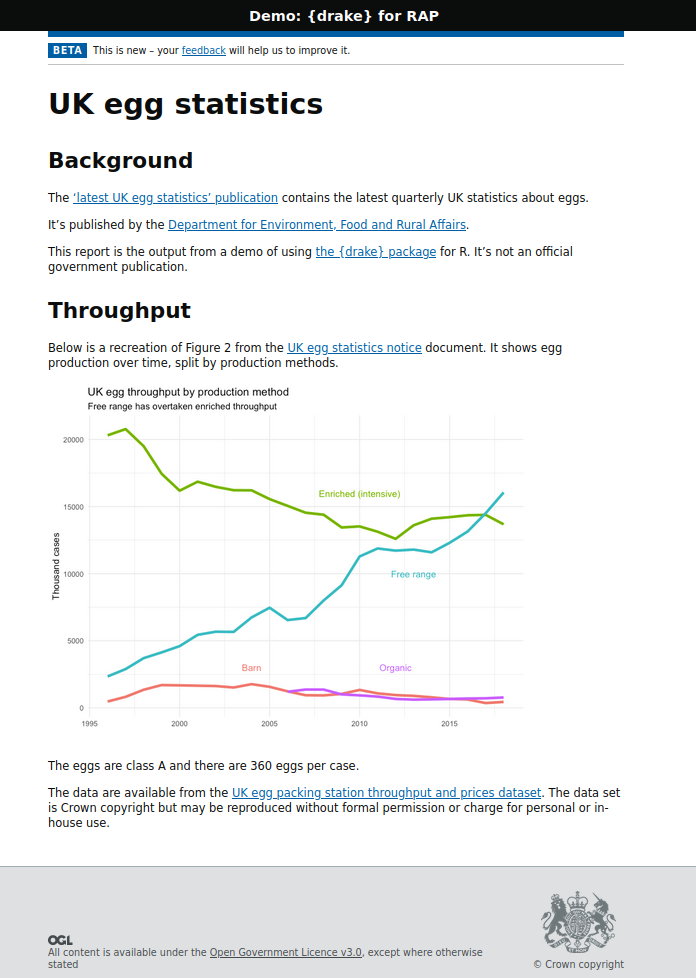 Demo: {drake} for RAP
BETA This is new – your feedback will help us to improve it.
UK egg statistics
Background
The ‘latest UK egg statistics’ publication contains the latest quarterly UK statistics about eggs.
It’s published by the Department for Environment, Food and Rural Affairs.
This report is the output from a demo of using the {drake} package for R. It’s not an official
government publication.
Throughput
Below is a recreation of Figure 2 from the UK egg statistics notice document. It shows egg
production over time, split by production methods.
UK egg throughput by production method
Free range has overtaken enriched throughput
20000
Enriched (intensive)
15000
Thousand cases
10000
Free range
5000
Barn
Organic
0
1995 2000 2005 2010 2015
The eggs are class A and there are 360 eggs per case.
The data are available from the UK egg packing station throughput and prices dataset. The data set
is Crown copyright but may be reproduced without formal permission or charge for personal or in-
house use.
OGL
All content is available under the Open Government Licence v3.0, except where otherwise
stated
© Crown copyright